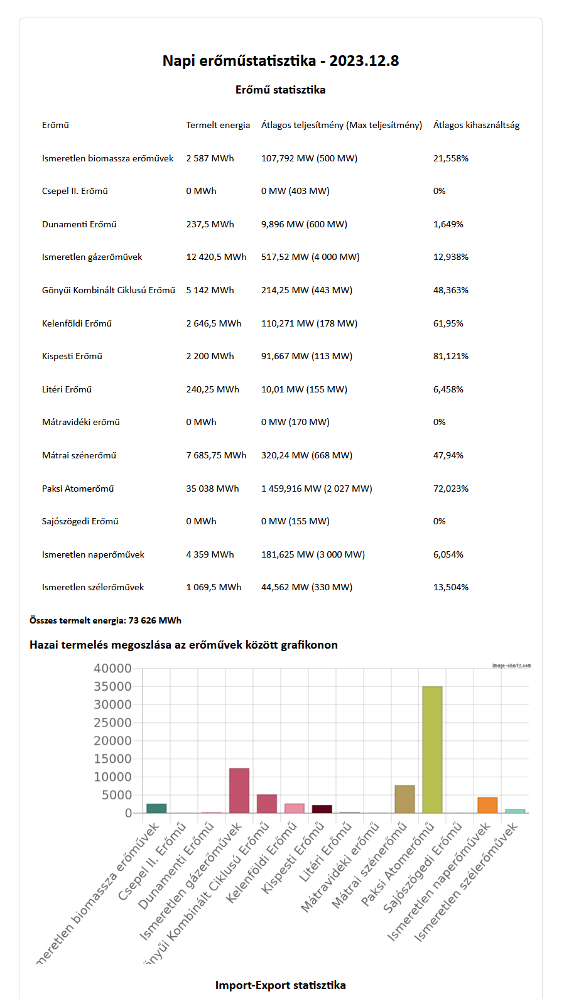 Napi erőműstatisztika - 2023.12.8
Erőmű statisztika
Erőmű Termelt energia Átlagos teljesítmény (Max teljesítmény) Átlagos kihasználtság
Ismeretlen biomassza erőművek 2 587 MWh 107,792 MW (500 MW) 21,558%
Csepel II. Erőmű 0 MWh 0 MW (403 MW) 0%
Dunamenti Erőmű 237,5 MWh 9,896 MW (600 MW) 1,649%
Ismeretlen gázerőművek 12 420,5 MWh 517,52 MW (4 000 MW) 12,938%
Gönyűi Kombinált Ciklusú Erőmű 5 142 MWh 214,25 MW (443 MW) 48,363%
Kelenföldi Erőmű 2 646,5 MWh 110,271 MW (178 MW) 61,95%
Kispesti Erőmű 2 200 MWh 91,667 MW (113 MW) 81,121%
Litéri Erőmű 240,25 MWh 10,01 MW (155 MW) 6,458%
Mátravidéki erőmű 0 MWh 0 MW (170 MW) 0%
Mátrai szénerőmű 7 685,75 MWh 320,24 MW (668 MW) 47,94%
Paksi Atomerőmű 35 038 MWh 1 459,916 MW (2 027 MW) 72,023%
Sajószögedi Erőmű 0 MWh 0 MW (155 MW) 0%
Ismeretlen naperőművek 4 359 MWh 181,625 MW (3 000 MW) 6,054%
Ismeretlen szélerőművek 1 069,5 MWh 44,562 MW (330 MW) 13,504%
Összes termelt energia: 73 626 MWh
Hazai termelés megoszlása az erőművek között grafikonon
image-charts.com
40000
35000
30000
25000
20000
15000
10000
5000
0
meretlen biomassza erőművek
Csepel II. Erőmű
Dunamenti Erőmű
Ismeretlen gázerőművek
önyűi Kombinált Ciklusú Erőmű
Kelenföldi Erőmű
Kispesti Erőmű
Litéri Erőmű
Mátravidéki erőmű
Mátrai szénerőmű
Paksi Atomerőmű
Sajószögedi Erőmű
Ismeretlen naperőművek
Ismeretlen szélerőművek
Import-Export statisztika